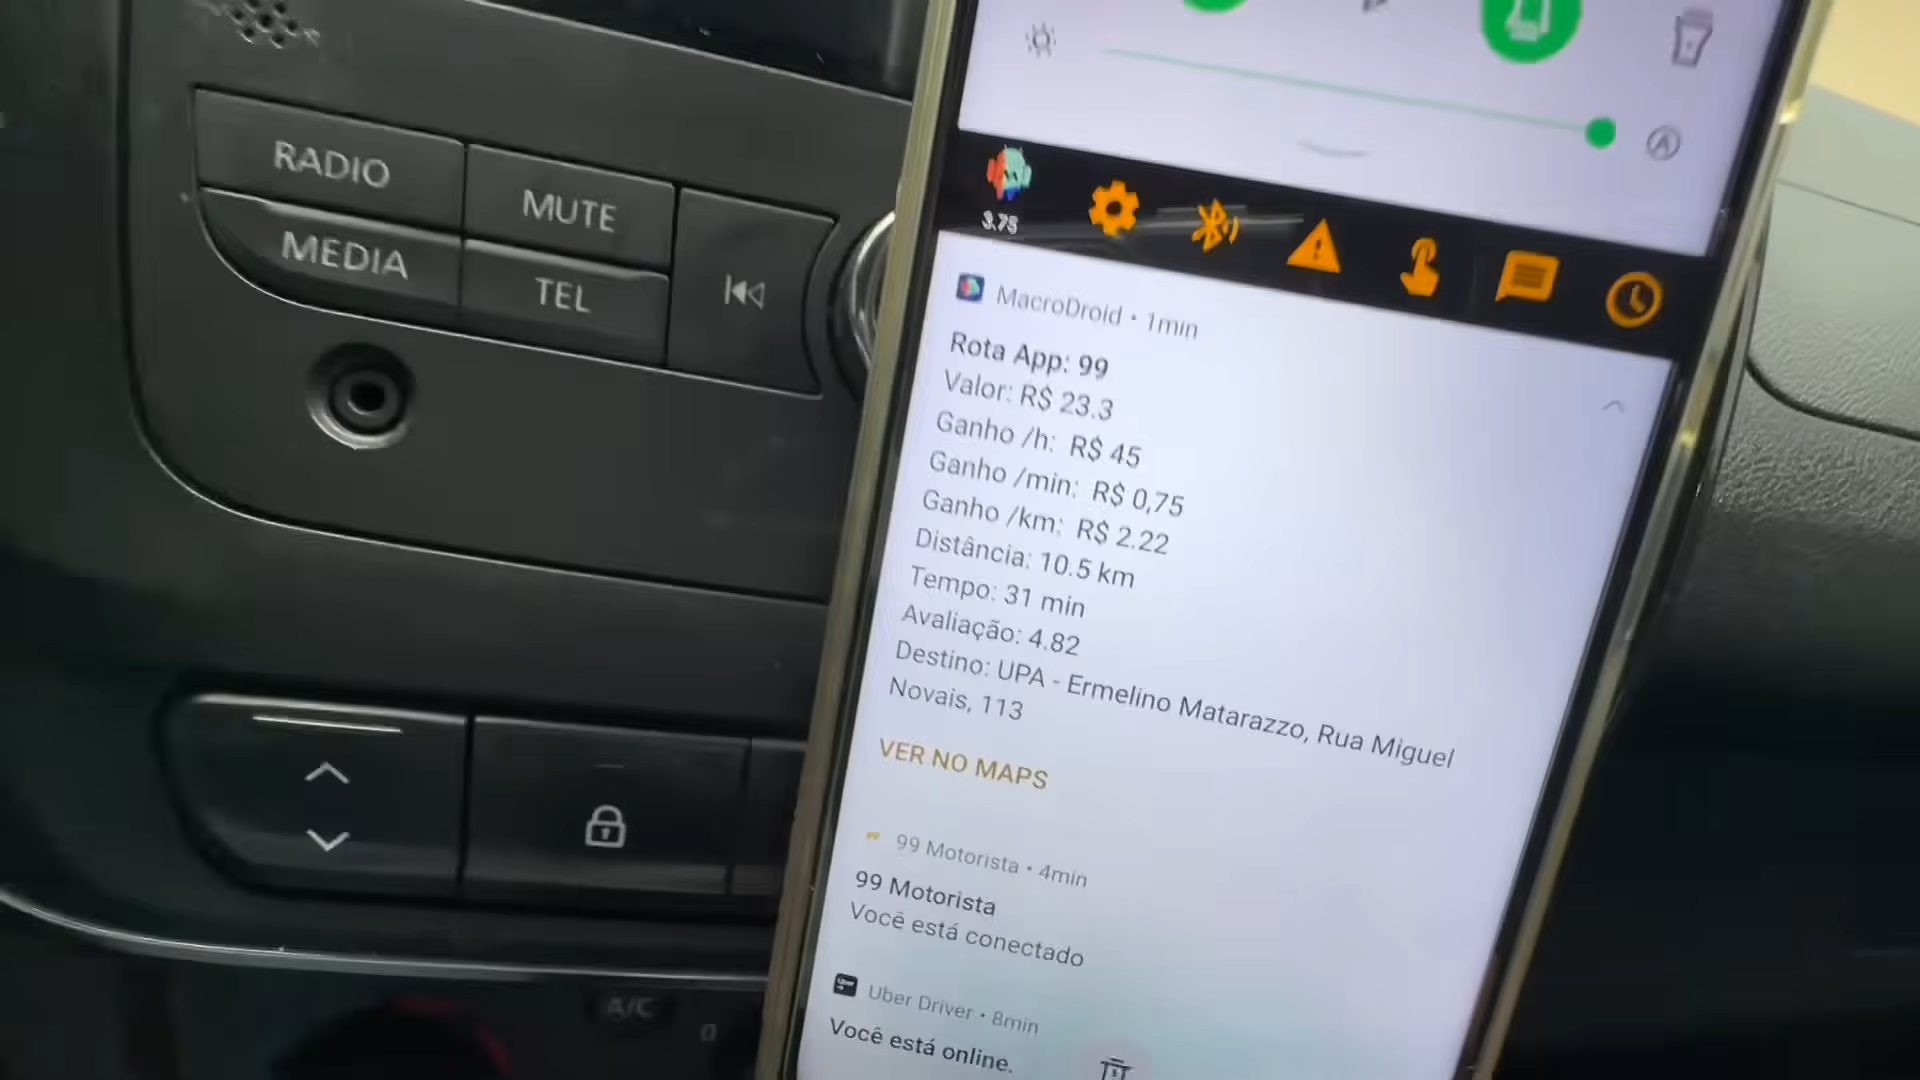 RADIO
MUTE
MEDIA
TEL
A/C
0
3.75
MacroDroid • 1min
Rota App: 99
Valor: R$ 23.3
Ganho /h: R$ 45
Ganho /min: R$ 0,75
Ganho /km: R$ 2.22
Distância: 10.5 km
Tempo: 31 min
Avaliação: 4.82
Destino: UPA - Ermelino Matarazzo, Rua Miguel
Novais, 113
VER NO MAPS
99 Motorista • 4min
99 Motorista
Você está conectado
Uber Driver • 8min
Você está online.